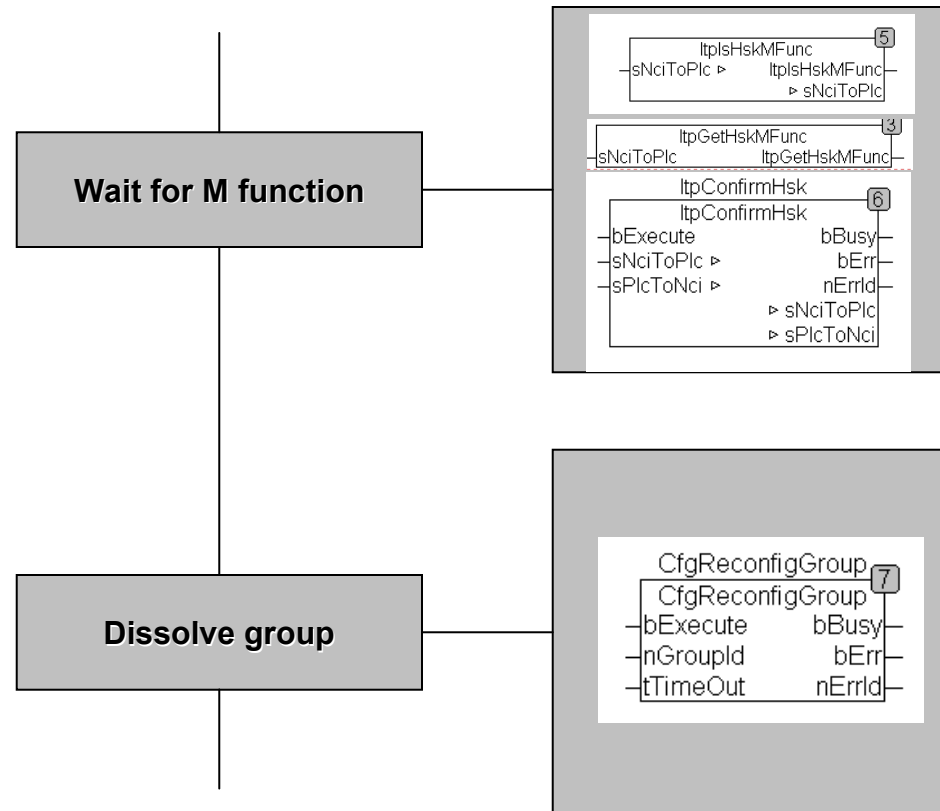 5
ItpIsHskMFunc
sNciToPlc ▹ ItpIsHskMFunc
▹ sNciToPlc
3
ItpGetHskMFunc
sNciToPlc ItpGetHskMFunc
Wait for M function
ItpConfirmHsk
6
ItpConfirmHsk
bExecute bBusy
sNciToPlc ▹ bErr
sPlcToNci ▹ nErrId
▹ sNciToPlc
▹ sPlcToNci
Dissolve group
CfgReconfigGroup
7
CfgReconfigGroup
bExecute bBusy
nGroupId bErr
tTimeOut nErrId